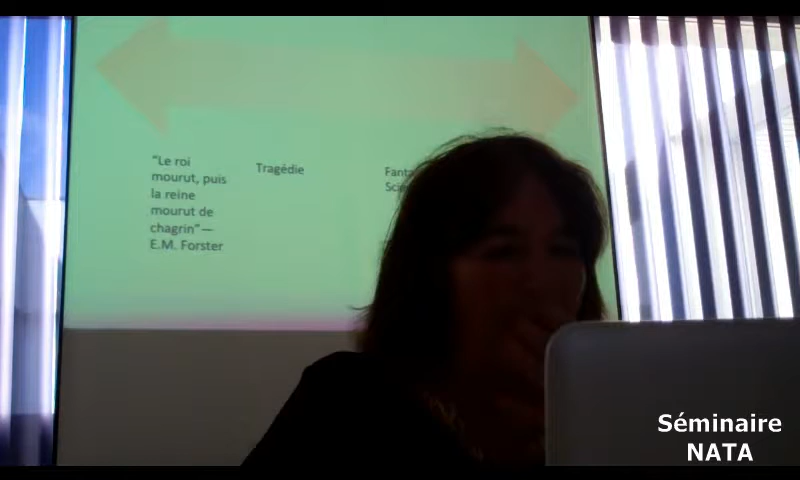 "Le roi
mourut, puis
la reine
mourut de
chagrin"—
E.M. Forster
Tragédie
Séminaire
NATA